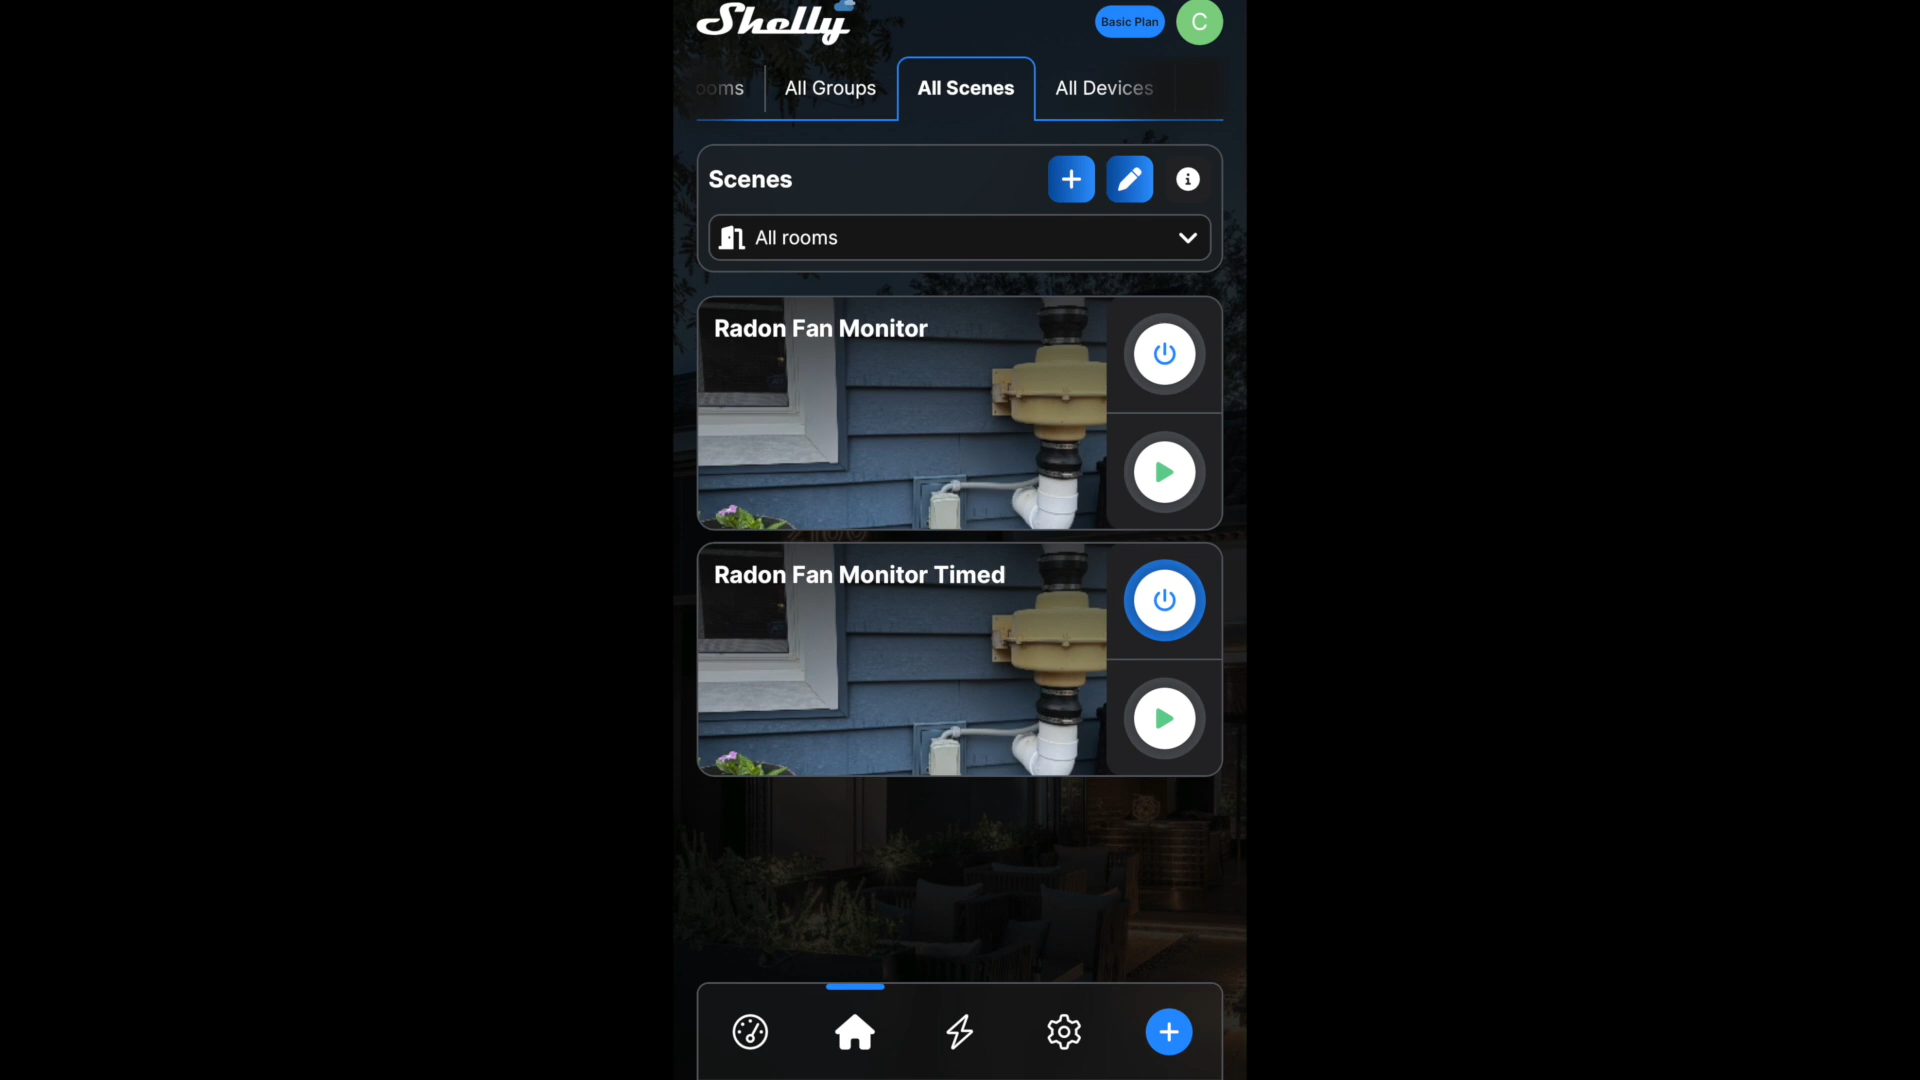 Shelly
Basic Plan
C
ooms
All Groups
All Scenes
All Devices
Scenes
All rooms
Radon Fan Monitor
Radon Fan Monitor Timed